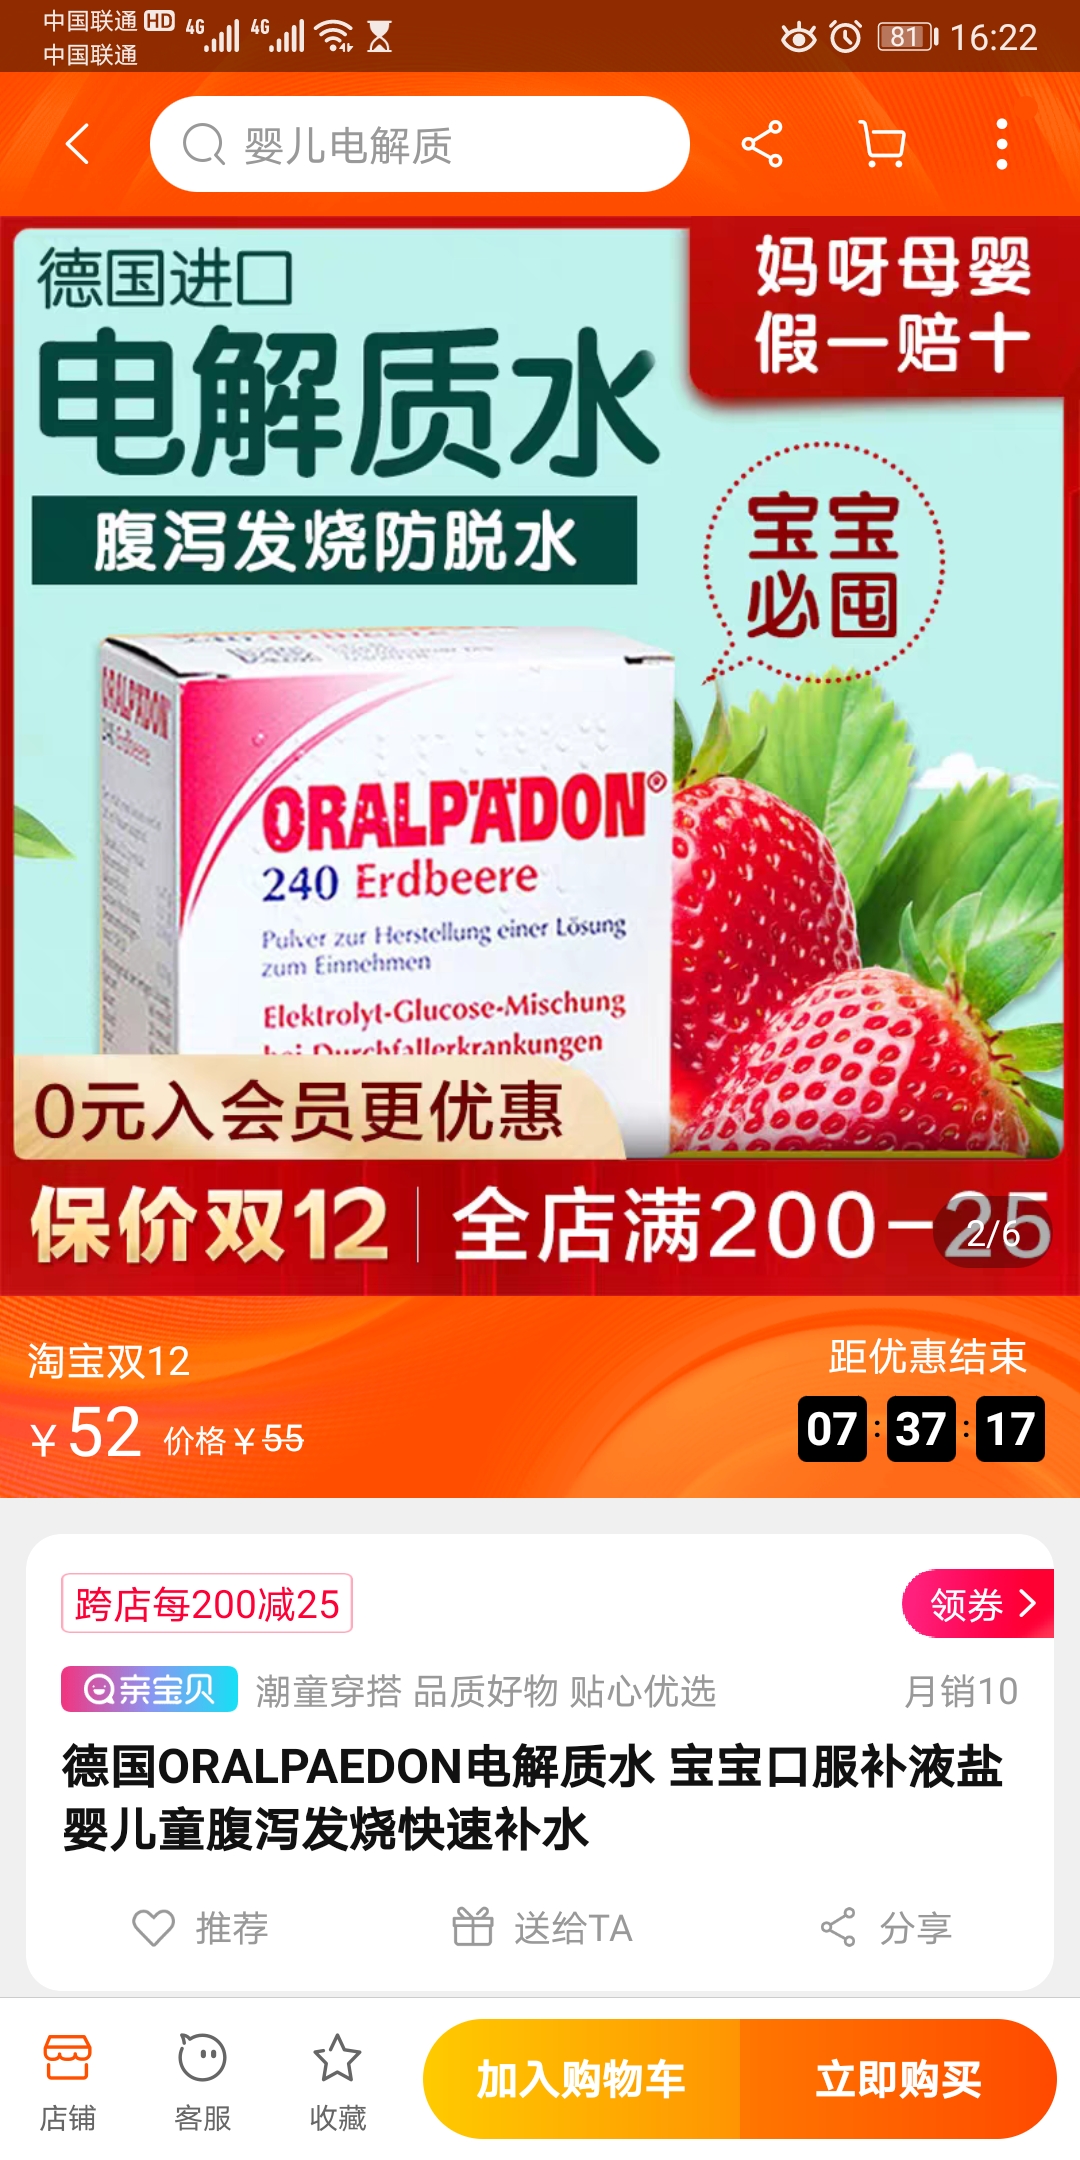 中国联通 HD 4G 4G 81 16:22
中国联通
婴儿电解质
德国进口
妈呀母婴
假一赔十
电解质水
腹泻发烧防脱水
宝宝
必囤
ORALPÄDON
240 Erdbeere
ORALPÄDON®
240 Erdbeere
Pulver zur Herstellung einer Lösung
zum Einnehmen
Elektrolyt-Glucose-Mischung
bei Durchfallerkrankungen
0元入会员更优惠
保价双12 全店满200-25
2/6
淘宝双12
距优惠结束
¥52 价格¥55
07:37:17
跨店每200减25
领券
亲宝贝 潮童穿搭 品质好物 贴心优选 月销10
德国ORALPAEDON电解质水 宝宝口服补液盐
婴儿童腹泻发烧快速补水
推荐 送给TA 分享
店铺 客服 收藏 加入购物车 立即购买